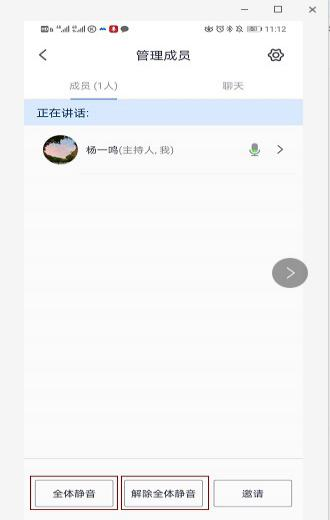 11:12
管理成员
成员 (1人) 聊天
正在讲话:
杨一鸣(主持人, 我)
全体静音 解除全体静音 邀请